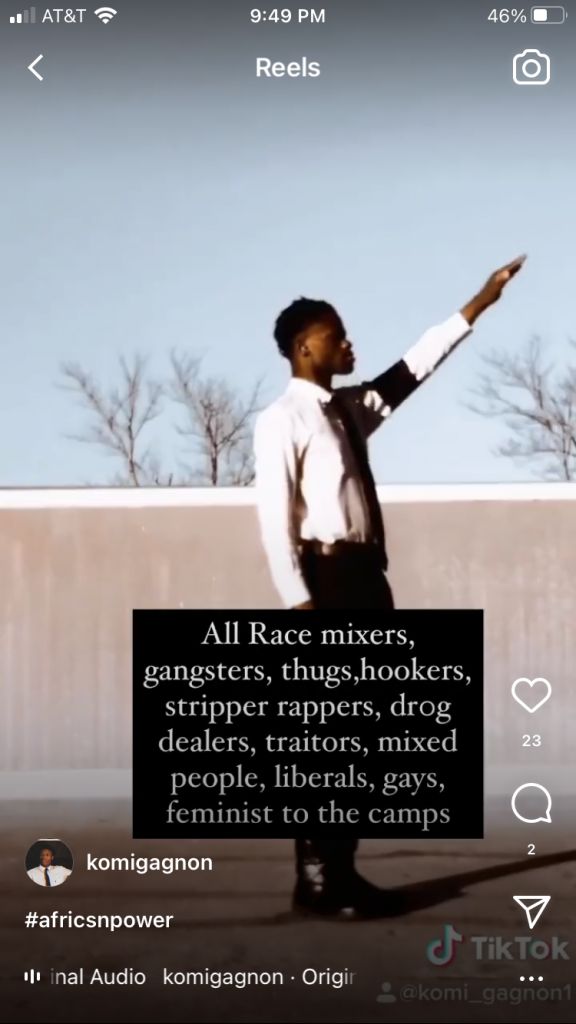 AT&T 9:49 PM 46%
Reels
All Race mixers,
gangsters, thugs,hookers,
stripper rappers, drog
dealers, traitors, mixed
people, liberals, gays,
feminist to the camps
23
2
komigagnon
#africsnpower
inal Audio komigagnon · Origir
TikTok
@komi_gagnon1